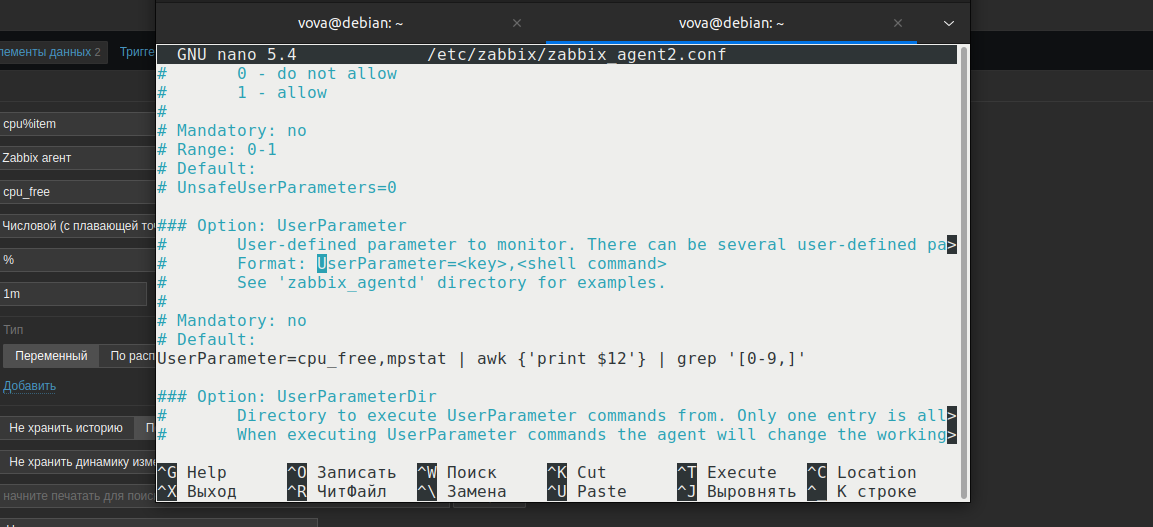 vova@debian: ~ × vova@debian: ~ ×
GNU nano 5.4 /etc/zabbix/zabbix_agent2.conf
# 0 - do not allow
# 1 - allow
#
# Mandatory: no
# Range: 0-1
# Default:
# UnsafeUserParameters=0
### Option: UserParameter
# User-defined parameter to monitor. There can be several user-defined pa>
# Format: UserParameter=<key>,<shell command>
# See 'zabbix_agentd' directory for examples.
#
# Mandatory: no
# Default:
UserParameter=cpu_free,mpstat | awk {'print $12'} | grep '[0-9,]'
### Option: UserParameterDir
# Directory to execute UserParameter commands from. Only one entry is all>
# When executing UserParameter commands the agent will change the working>
^G Help ^O Записать ^W Поиск ^K Cut ^T Execute ^C Location
^X Выход ^R ЧитФайл ^\ Замена ^U Paste ^J Выровнять ^_ К строке
лементы данных 2 Тригге
cpu%item
Zabbix агент
cpu_free
Числовой (с плавающей то
%
1m
Тип
Переменный По расп
Добавить
Не хранить историю П
Не хранить динамику изме
начните печатать для поис